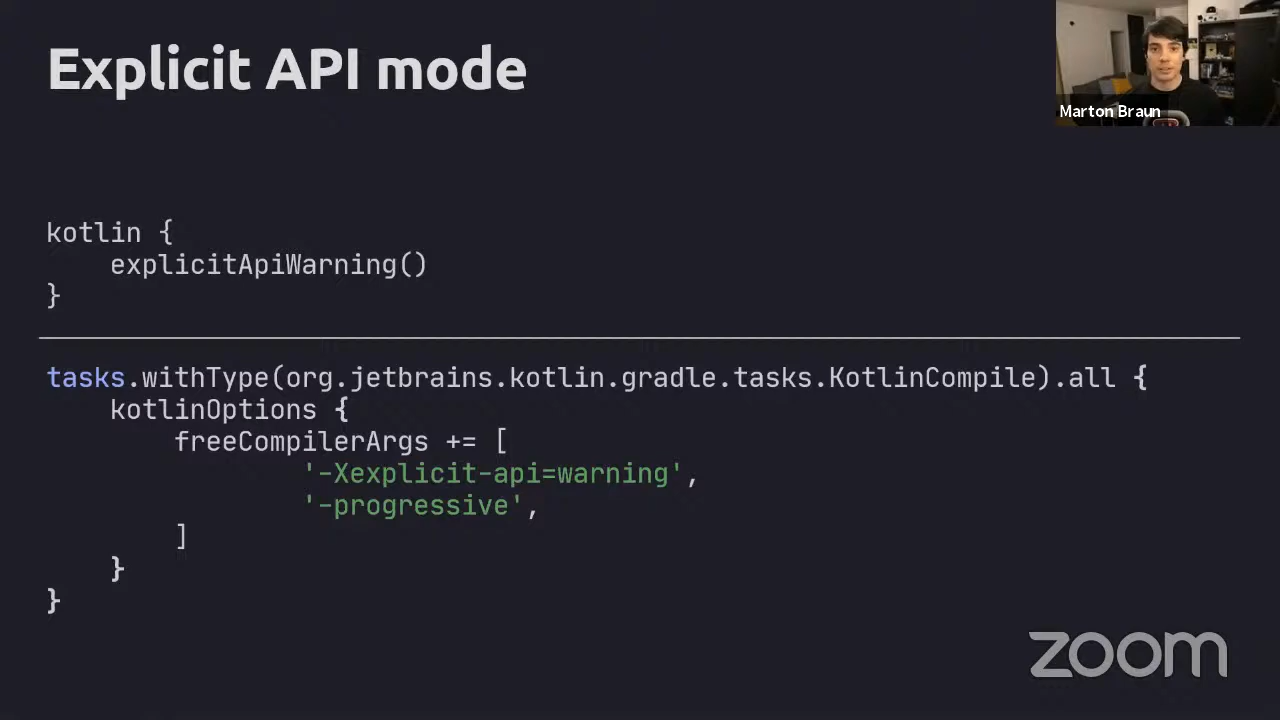 Explicit API mode
Marton Braun
kotlin {
    explicitApiWarning()
}
tasks.withType(org.jetbrains.kotlin.gradle.tasks.KotlinCompile).all {
    kotlinOptions {
        freeCompilerArgs += [
                '-Xexplicit-api=warning',
                '-progressive',
        ]
    }
}
zoom